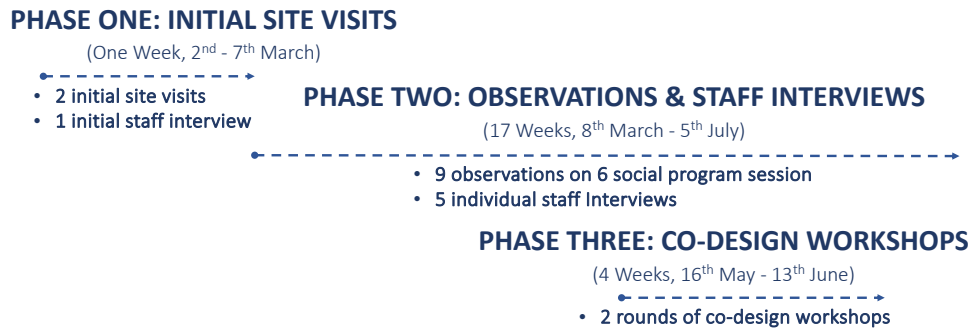 PHASE ONE: INITIAL SITE VISITS
(One Week, 2nd - 7th March)
• 2 initial site visits
• 1 initial staff interview
PHASE TWO: OBSERVATIONS & STAFF INTERVIEWS
(17 Weeks, 8th March - 5th July)
• 9 observations on 6 social program session
• 5 individual staff Interviews
PHASE THREE: CO-DESIGN WORKSHOPS
(4 Weeks, 16th May - 13th June)
• 2 rounds of co-design workshops